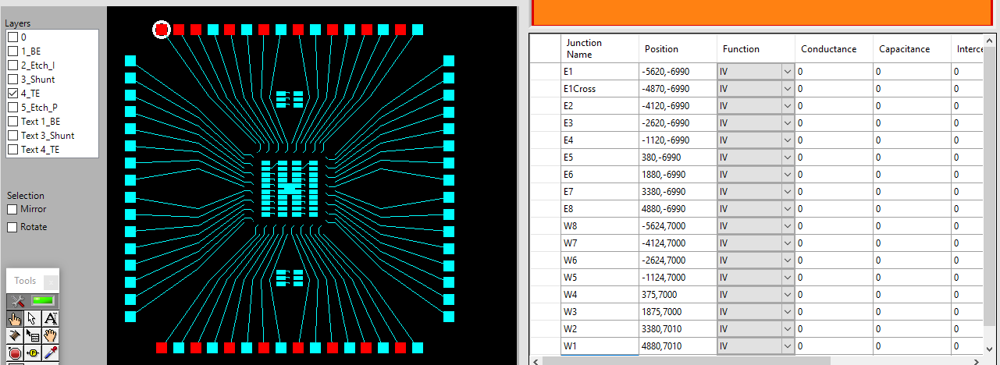 Layers
0
1_BE
2_Etch_I
3_Shunt
4_TE
5_Etch_P
Text 1_BE
Text 3_Shunt
Text 4_TE
Selection
Mirror
Rotate
Tools
A
P
Junction Name Position Function Conductance Capacitance Interce
E1 -5620,-6990 IV 0 0 0
E1Cross -4870,-6990 IV 0 0 0
E2 -4120,-6990 IV 0 0 0
E3 -2620,-6990 IV 0 0 0
E4 -1120,-6990 IV 0 0 0
E5 380,-6990 IV 0 0 0
E6 1880,-6990 IV 0 0 0
E7 3380,-6990 IV 0 0 0
E8 4880,-6990 IV 0 0 0
W8 -5624,7000 IV 0 0 0
W7 -4124,7000 IV 0 0 0
W6 -2624,7000 IV 0 0 0
W5 -1124,7000 IV 0 0 0
W4 375,7000 IV 0 0 0
W3 1875,7000 IV 0 0 0
W2 3380,7010 IV 0 0 0
W1 4880,7010 IV 0 0 0